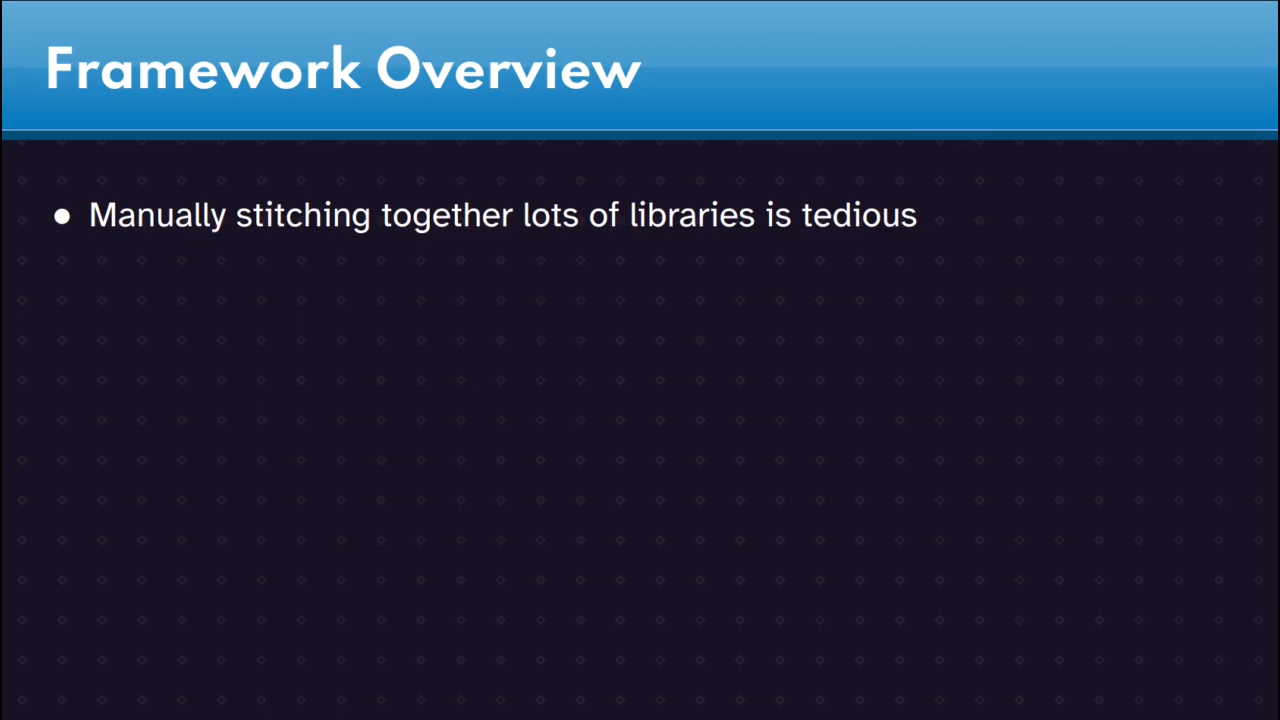 Framework Overview
● Manually stitching together lots of libraries is tedious